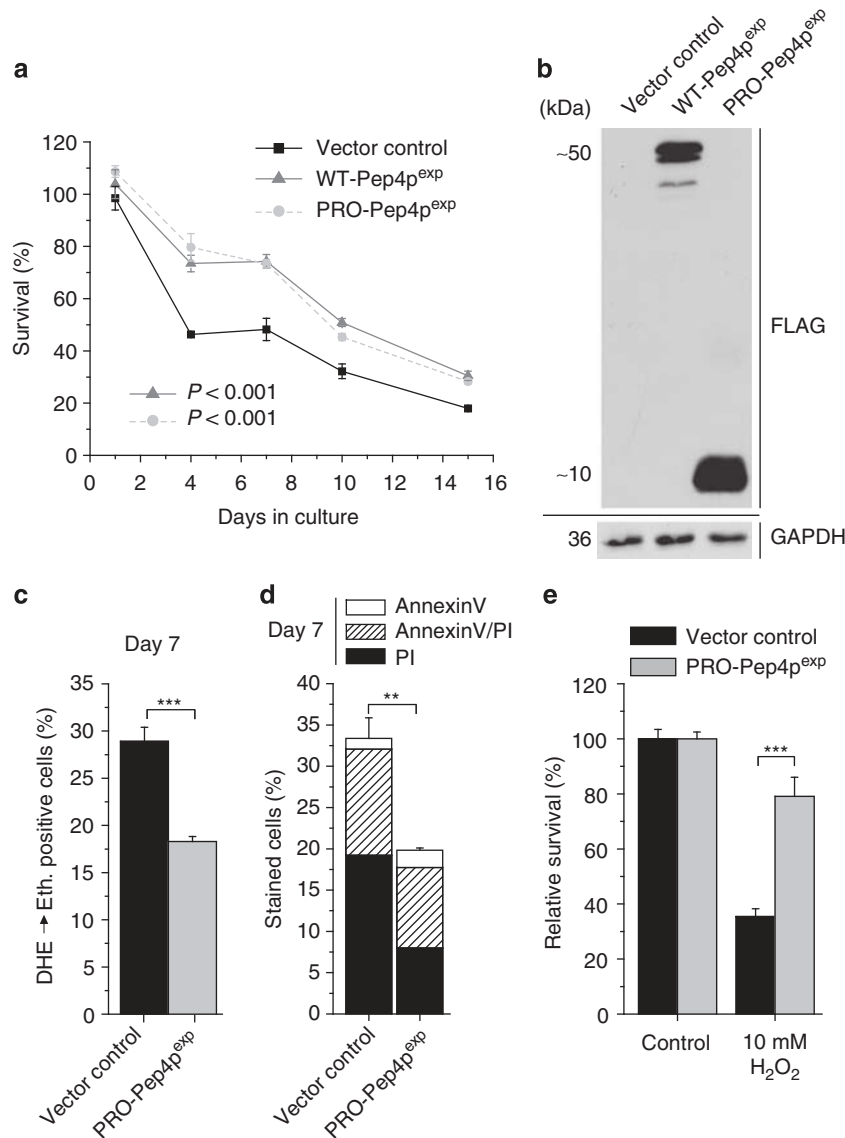 a
Survival (%)
120
100
80
60
40
20
0
0 2 4 6 8 10 12 14 16
Days in culture
Vector control
WT-Pep4p^exp
PRO-Pep4p^exp
P < 0.001
P < 0.001
b
(kDa)
Vector control
WT-Pep4p^exp
PRO-Pep4p^exp
~50
~10
FLAG
36
GAPDH
c
Day 7
DHE → Eth. positive cells (%)
35
30
25
20
15
10
5
0
***
Vector control
PRO-Pep4p^exp
d
Day 7
AnnexinV
AnnexinV/PI
PI
Stained cells (%)
40
35
30
25
20
15
10
5
0
**
Vector control
PRO-Pep4p^exp
e
Vector control
PRO-Pep4p^exp
Relative survival (%)
120
100
80
60
40
40
0
***
Control
10 mM
H₂O₂